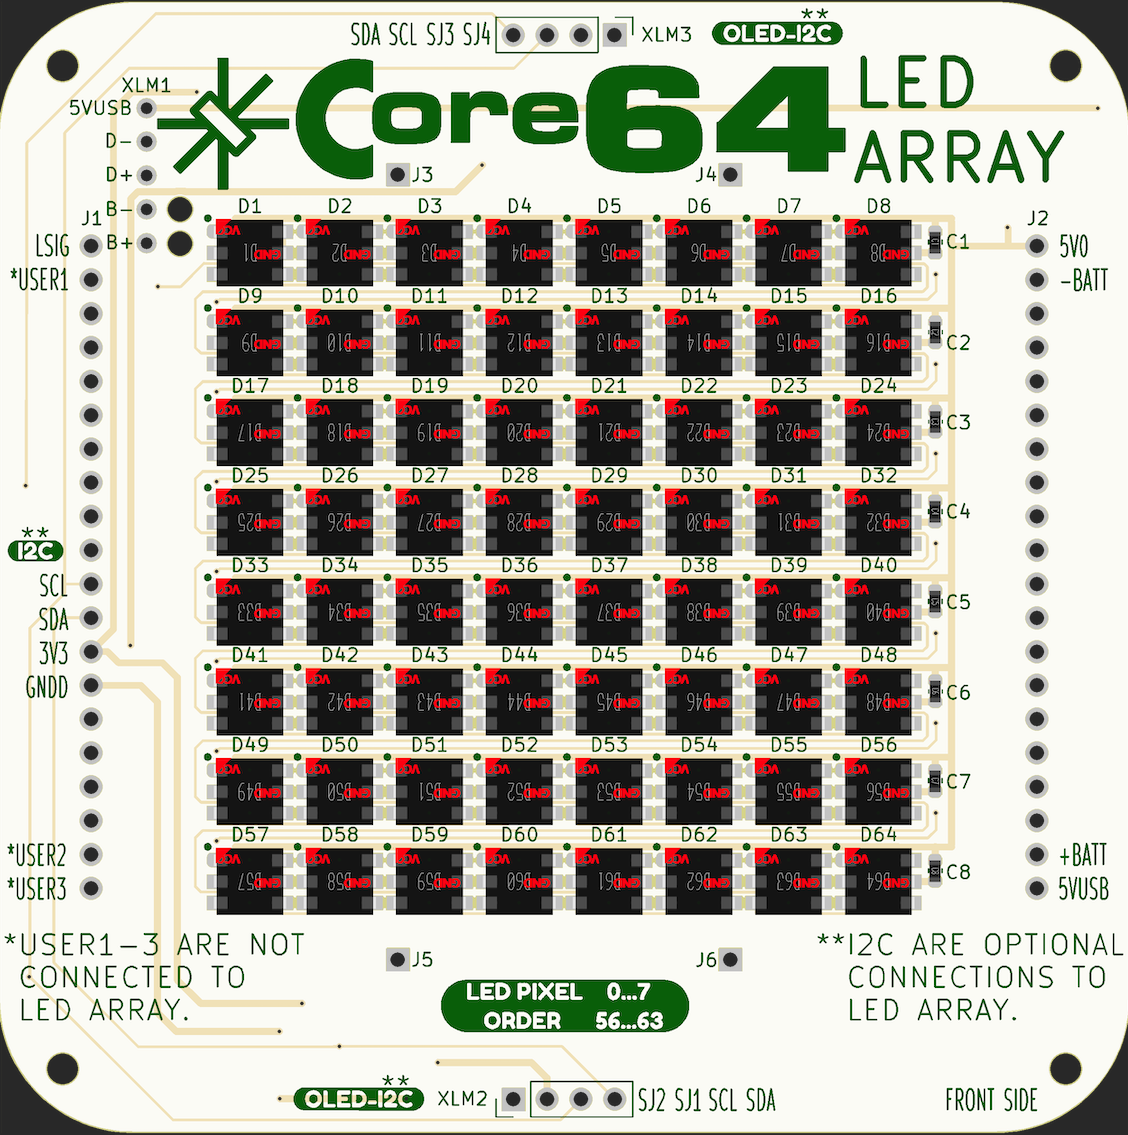 SDA SCL SJ3 SJ4
XLM3
**
OLED-I2C
Core64
LED
ARRAY
XLM1
5VUSB
D-
D+
B-
B+
J3
J4
J1
LSIG
*USER1
J2
5V0
-BATT
D1 D2 D3 D4 D5 D6 D7 D8
C1
D9 D10 D11 D12 D13 D14 D15 D16
C2
D17 D18 D19 D20 D21 D22 D23 D24
C3
D25 D26 D27 D28 D29 D30 D31 D32
C4
**
I2C
SCL
SDA
3V3
GNDD
D33 D34 D35 D36 D37 D38 D39 D40
C5
D41 D42 D43 D44 D45 D46 D47 D48
C6
D49 D50 D51 D52 D53 D54 D55 D56
C7
D57 D58 D59 D60 D61 D62 D63 D64
C8
*USER2
*USER3
+BATT
5VUSB
*USER1-3 ARE NOT
CONNECTED TO
LED ARRAY.
J5
J6
**I2C ARE OPTIONAL
CONNECTIONS TO
LED ARRAY.
LED PIXEL 0...7
ORDER 56...63
**
OLED-I2C
XLM2
SJ2 SJ1 SCL SDA
FRONT SIDE